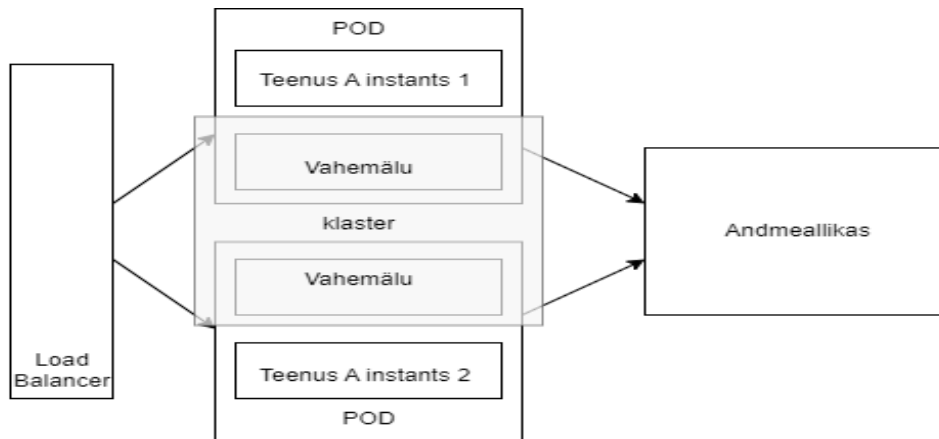 POD
Teenus A instants 1
Vahemälu
klaster
Vahemälu
Teenus A instants 2
POD
Load
Balancer
Andmeallikas